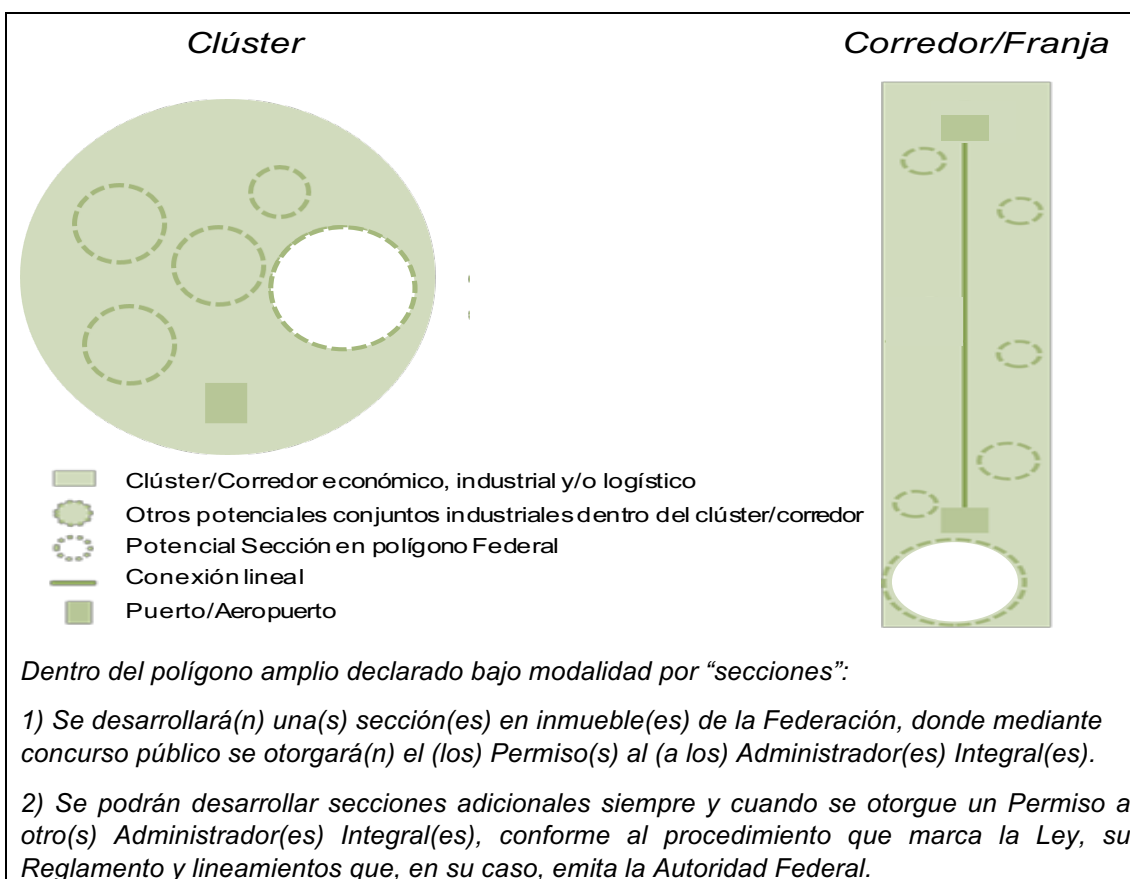 Clúster
Corredor/Franja
Clúster/Corredor económico, industrial y/o logístico
Otros potenciales conjuntos industriales dentro del clúster/corredor
Potencial Sección en polígono Federal
Conexión lineal
Puerto/Aeropuerto
Dentro del polígono amplio declarado bajo modalidad por “secciones”:
1) Se desarrollará(n) una(s) sección(es) en inmueble(es) de la Federación, donde mediante
concurso público se otorgará(n) el (los) Permiso(s) al (a los) Administrador(es) Integral(es).
2) Se podrán desarrollar secciones adicionales siempre y cuando se otorgue un Permiso a
otro(s) Administrador(es) Integral(es), conforme al procedimiento que marca la Ley, su
Reglamento y lineamientos que, en su caso, emita la Autoridad Federal.